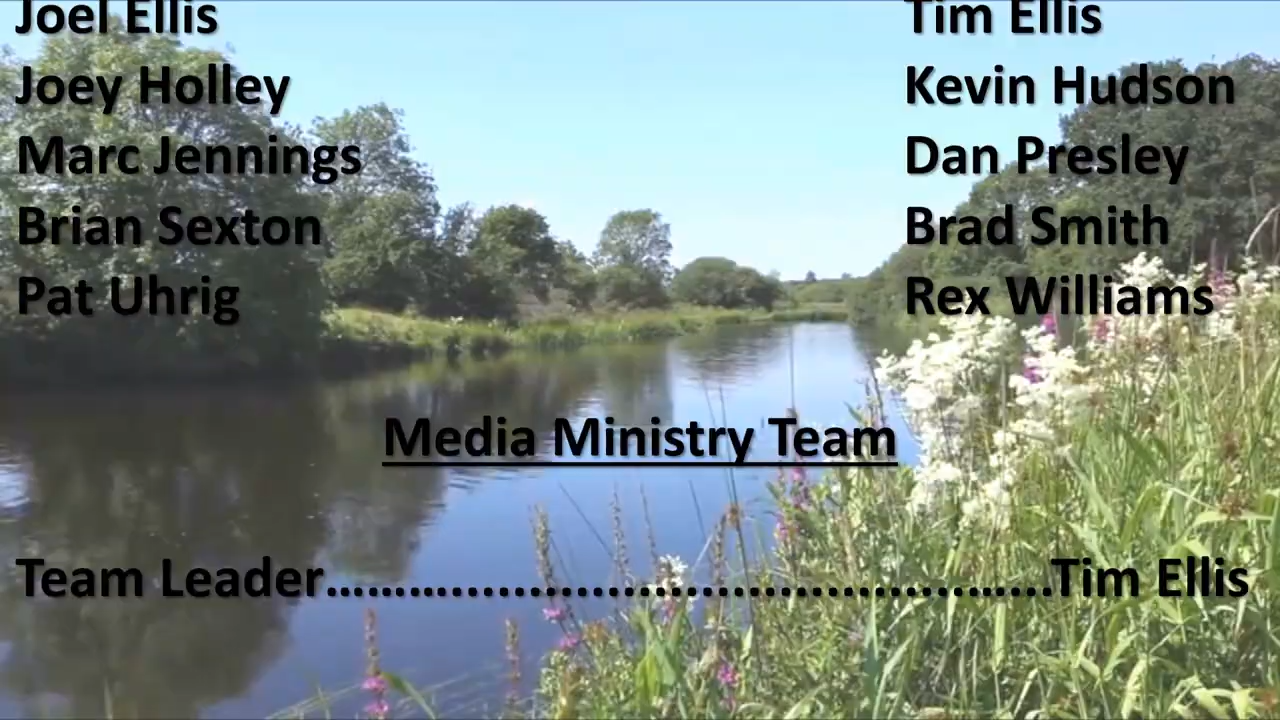 Joel Ellis Tim Ellis
Joey Holley Kevin Hudson
Marc Jennings Dan Presley
Brian Sexton Brad Smith
Pat Uhrig Rex Williams
Media Ministry Team
Team Leader………...............................…...Tim Ellis